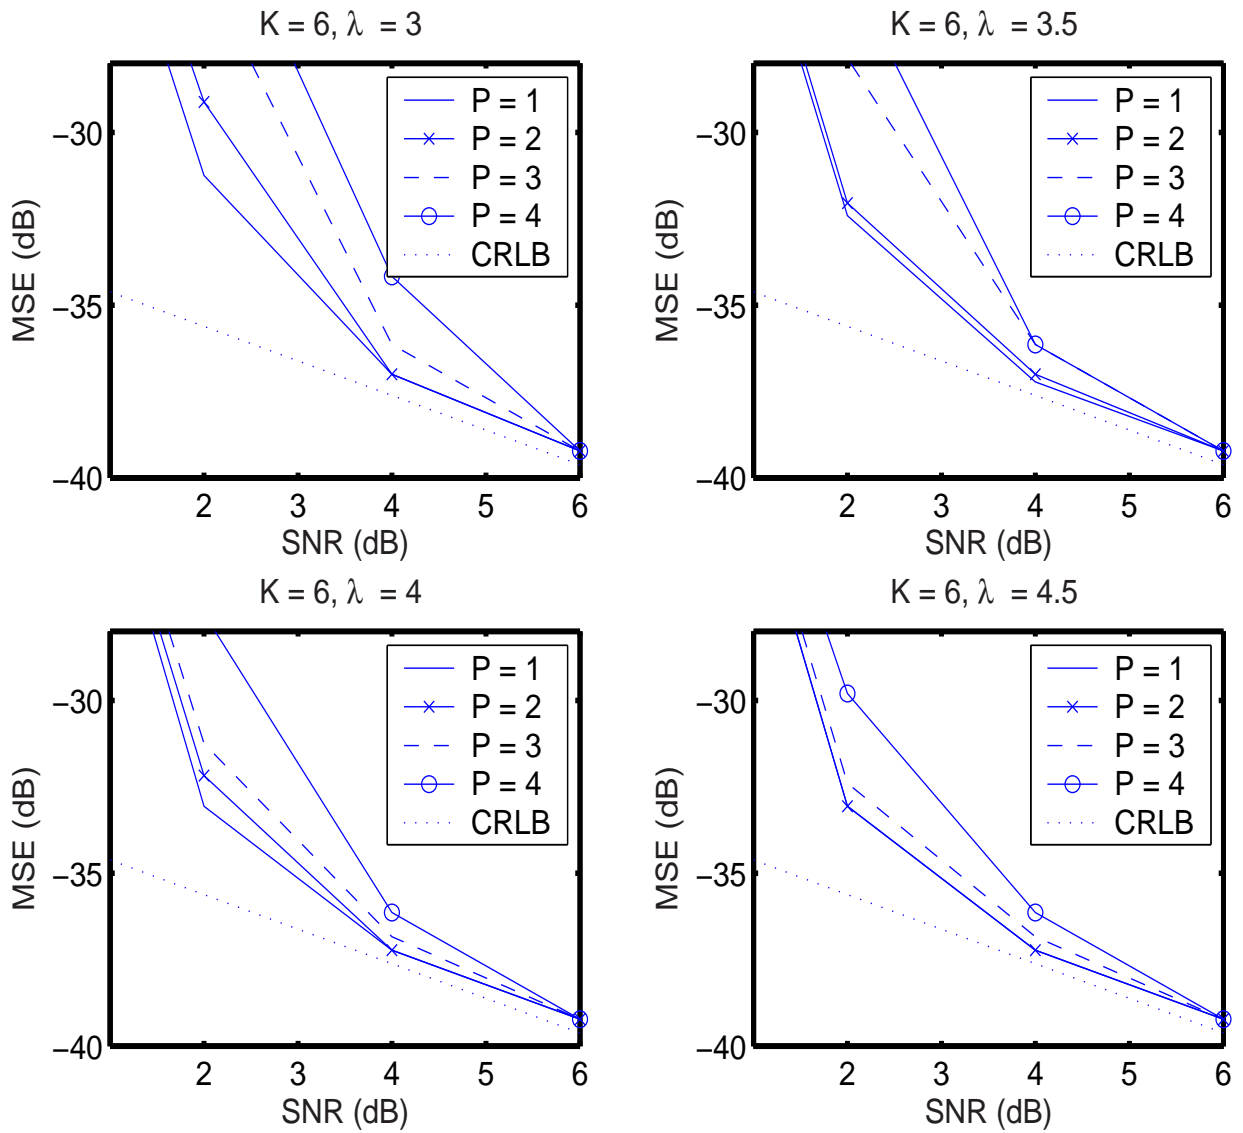 K = 6, λ = 3
P = 1
P = 2
P = 3
P = 4
CRLB
−30
−35
−40
2
3
4
5
6
MSE (dB)
SNR (dB)
K = 6, λ = 3.5
P = 1
P = 2
P = 3
P = 4
CRLB
−30
−35
−40
2
3
4
5
6
MSE (dB)
SNR (dB)
K = 6, λ = 4
P = 1
P = 2
P = 3
P = 4
CRLB
−30
−35
−40
2
3
4
5
6
MSE (dB)
SNR (dB)
K = 6, λ = 4.5
P = 1
P = 2
P = 3
P = 4
CRLB
−30
−35
−40
2
3
4
5
6
MSE (dB)
SNR (dB)